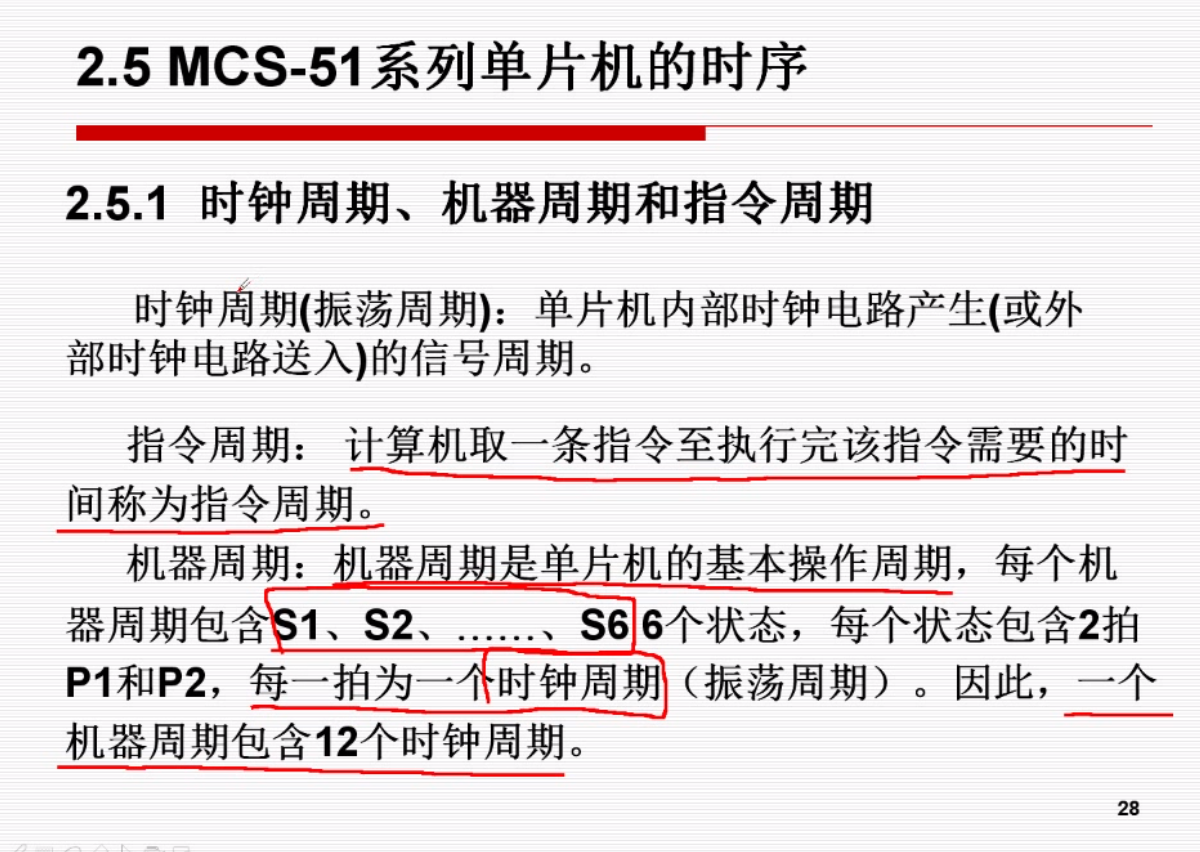 2.5 MCS-51系列单片机的时序
2.5.1 时钟周期、机器周期和指令周期
时钟周期(振荡周期)：单片机内部时钟电路产生(或外
部时钟电路送入)的信号周期。
指令周期： 计算机取一条指令至执行完该指令需要的时
间称为指令周期。
机器周期：机器周期是单片机的基本操作周期，每个机
器周期包含S1、S2、……、S6 6个状态，每个状态包含2拍
P1和P2，每一拍为一个时钟周期（振荡周期）。因此，一个
机器周期包含12个时钟周期。
28